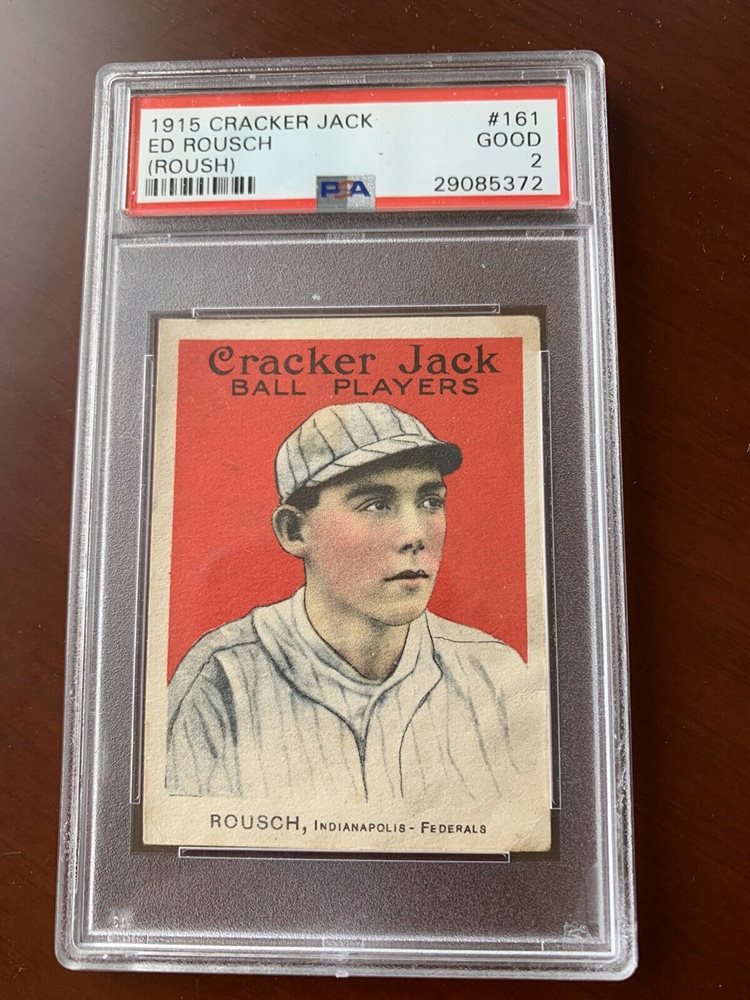 1915 CRACKER JACK #161
ED ROUSCH GOOD
(ROUSH) 2
PSA 29085372
Cracker Jack
BALL PLAYERS
ROUSCH, INDIANAPOLIS - FEDERALS